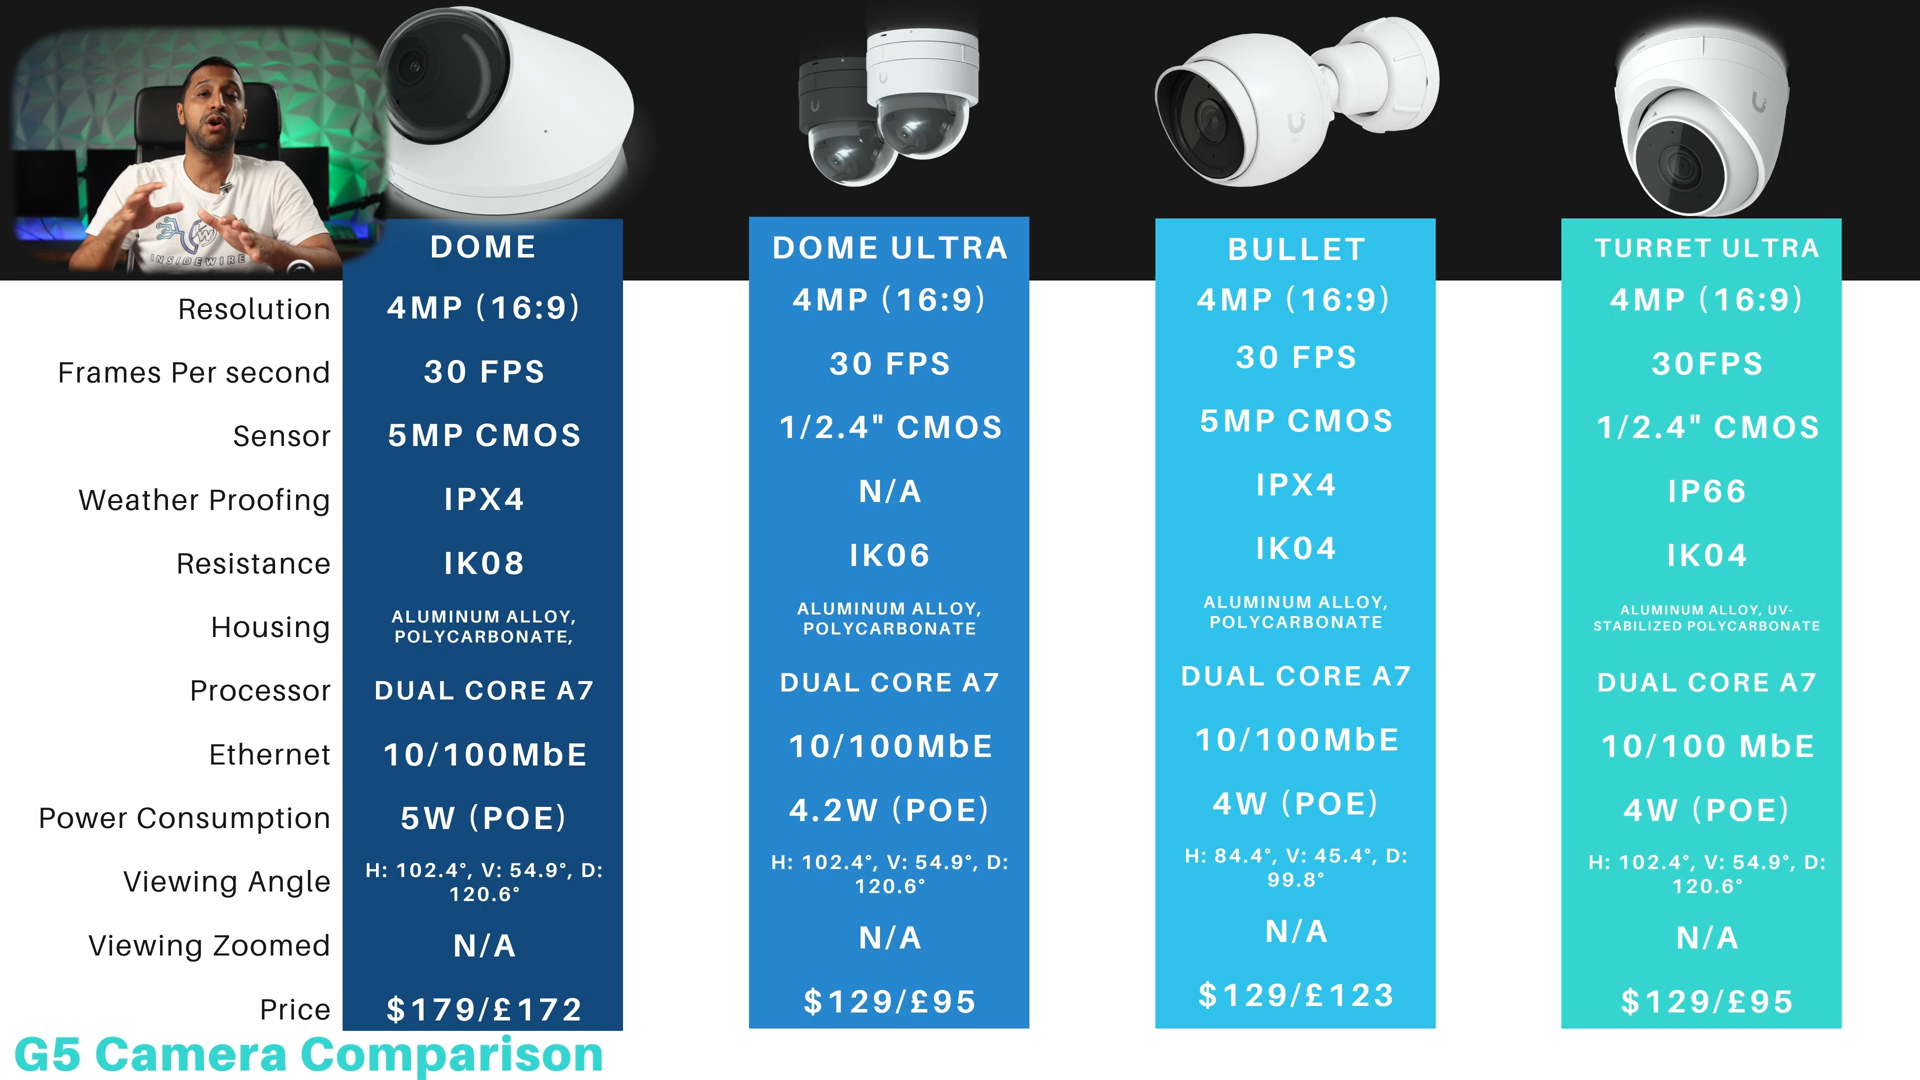 INSIDEWIRE
DOME
DOME ULTRA
BULLET
TURRET ULTRA
Resolution
4MP (16:9)
4MP (16:9)
4MP (16:9)
4MP (16:9)
Frames Per second
30 FPS
30 FPS
30 FPS
30FPS
Sensor
5MP CMOS
1/2.4" CMOS
5MP CMOS
1/2.4" CMOS
Weather Proofing
IPX4
N/A
IPX4
IP66
Resistance
IK08
IK06
IK04
IK04
Housing
ALUMINUM ALLOY,
POLYCARBONATE,
ALUMINUM ALLOY,
POLYCARBONATE
ALUMINUM ALLOY,
POLYCARBONATE
ALUMINUM ALLOY, UV-
STABILIZED POLYCARBONATE
Processor
DUAL CORE A7
DUAL CORE A7
DUAL CORE A7
DUAL CORE A7
Ethernet
10/100MbE
10/100MbE
10/100MbE
10/100 MbE
Power Consumption
5W (POE)
4.2W (POE)
4W (POE)
4W (POE)
Viewing Angle
H: 102.4°, V: 54.9°, D:
120.6°
H: 102.4°, V: 54.9°, D:
120.6°
H: 84.4°, V: 45.4°, D:
99.8°
H: 102.4°, V: 54.9°, D:
120.6°
Viewing Zoomed
N/A
N/A
N/A
N/A
Price
$179/£172
$129/£95
$129/£123
$129/£95
G5 Camera Comparison